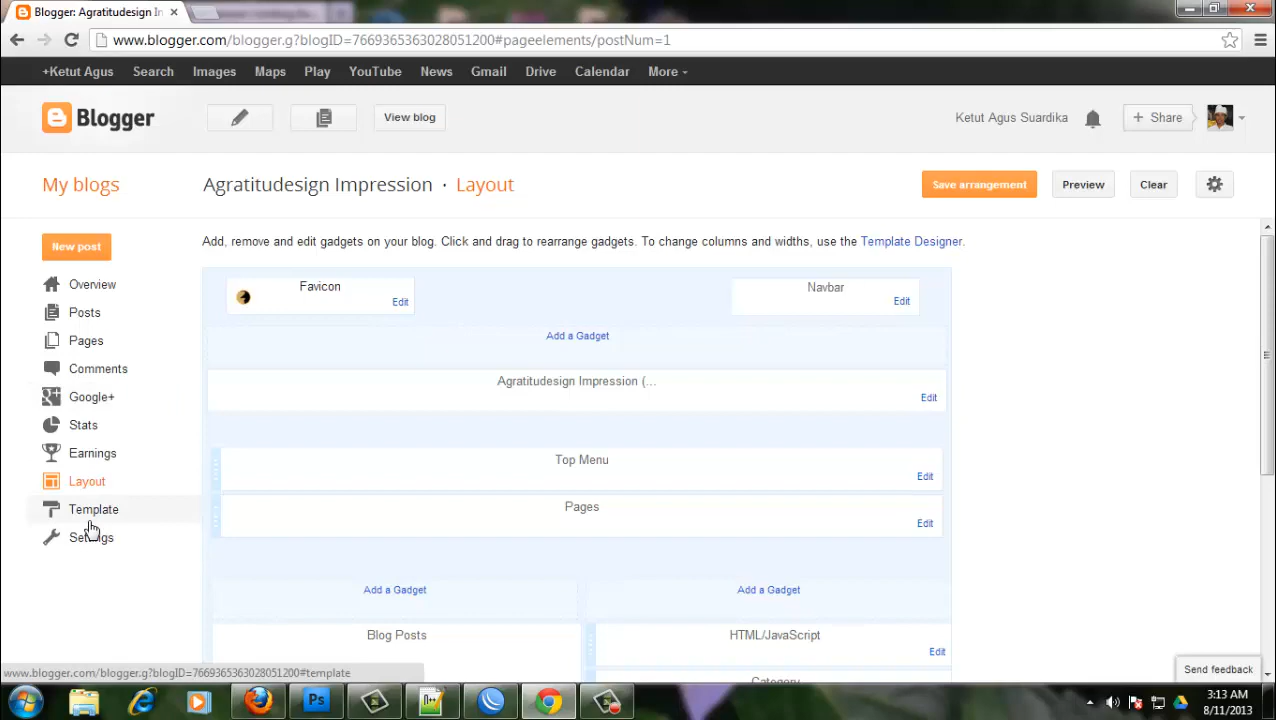 Blogger: Agratitudesign In
www.blogger.com/blogger.g?blogID=7669365363028051200#pageelements/postNum=1
+Ketut Agus Search Images Maps Play YouTube News Gmail Drive Calendar More
Blogger View blog Ketut Agus Suardika + Share
My blogs Agratitudesign Impression · Layout Save arrangement Preview Clear
New post
Add, remove and edit gadgets on your blog. Click and drag to rearrange gadgets. To change columns and widths, use the Template Designer.
Overview
Posts
Pages
Comments
Google+
Stats
Earnings
Layout
Template
Settings
Favicon
Edit
Navbar
Edit
Add a Gadget
Agratitudesign Impression (...
Edit
Top Menu
Edit
Pages
Edit
Add a Gadget
Add a Gadget
Blog Posts
HTML/JavaScript
Edit
Category
www.blogger.com/blogger.g?blogID=7669365363028051200#template
Send feedback
3:13 AM
8/11/2013